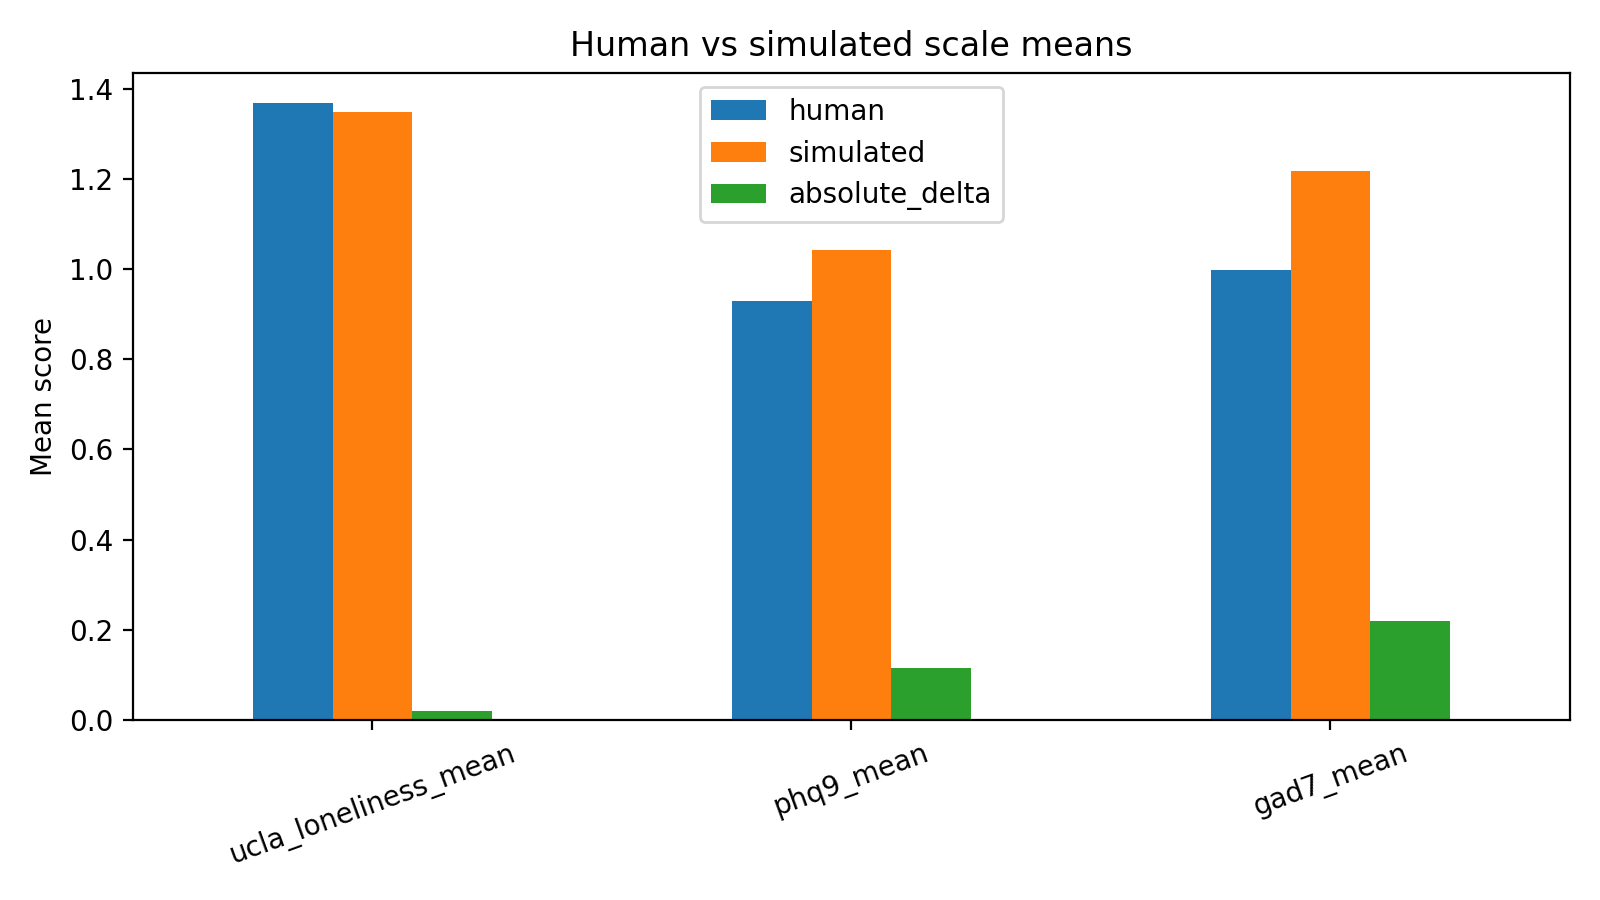 Human vs simulated scale means
human
simulated
absolute_delta
Mean score
1.4
1.2
1.0
0.8
0.6
0.4
0.2
0.0
ucla_loneliness_mean
phq9_mean
gad7_mean